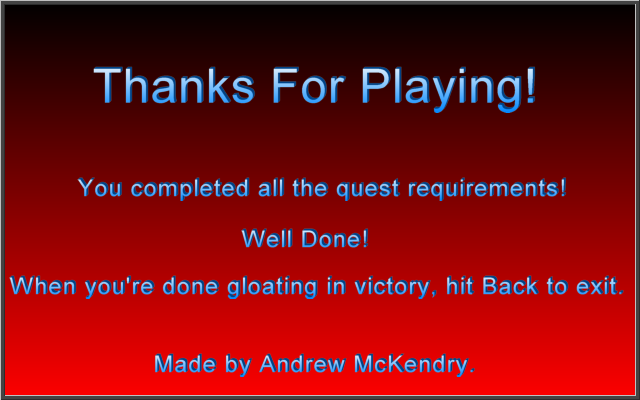 Thanks For Playing!
You completed all the quest requirements!
Well Done!
When you're done gloating in victory, hit Back to exit.
Made by Andrew McKendry.